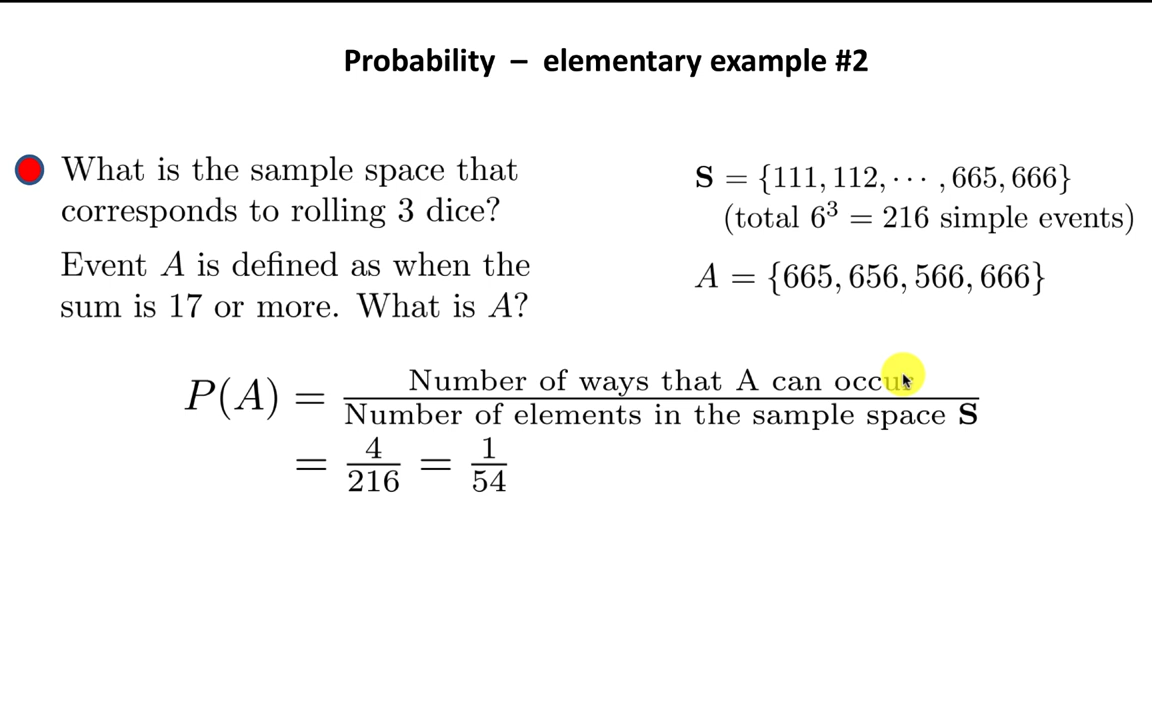 Probability – elementary example #2
What is the sample space that
corresponds to rolling 3 dice?
Event A is defined as when the
sum is 17 or more. What is A?
S = {111, 112, ⋯ , 665, 666}
(total 6³ = 216 simple events)
A = {665, 656, 566, 666}
P(A) = Number of ways that A can occur / Number of elements in the sample space S
= 4/216 = 1/54